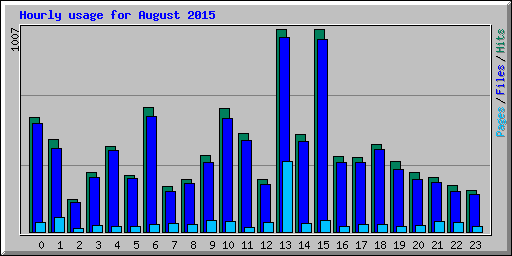 Hourly usage for August 2015
1007
Pages / Files / Hits
0 1 2 3 4 5 6 7 8 9 10 11 12 13 14 15 16 17 18 19 20 21 22 23